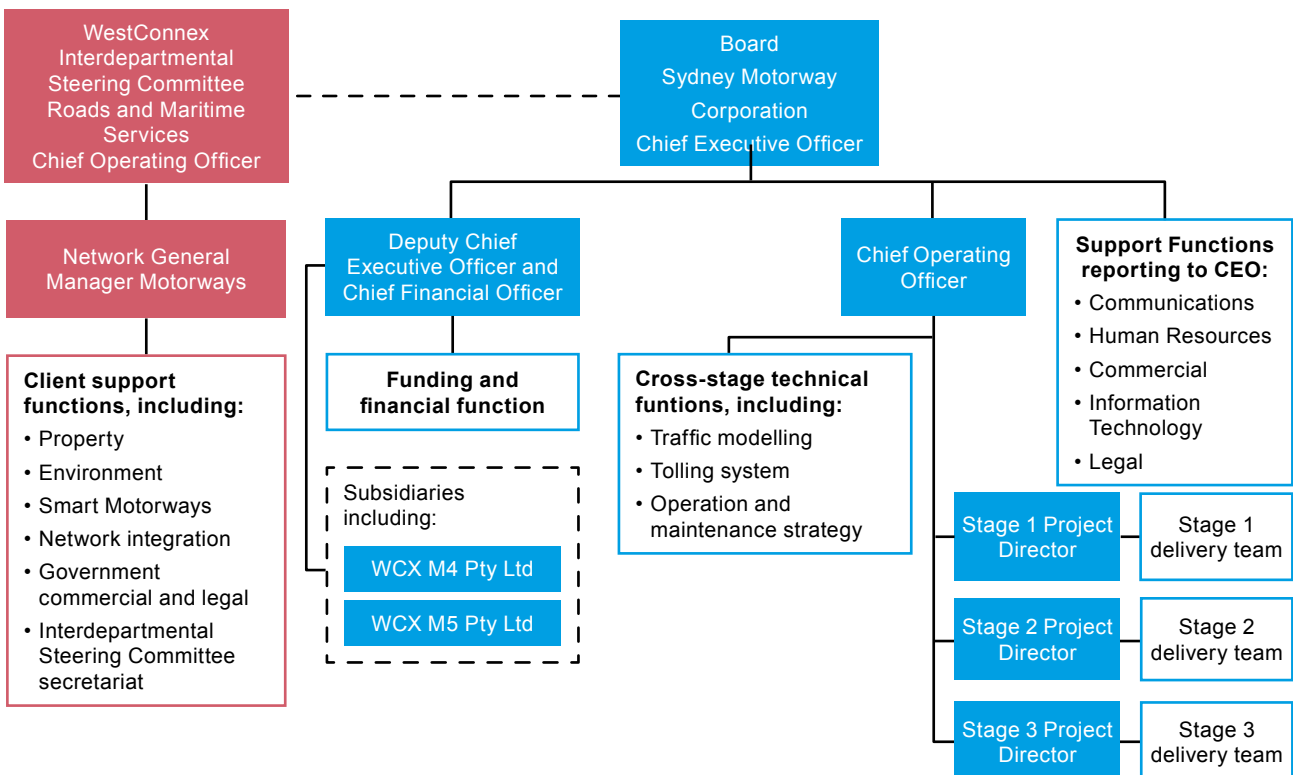 WestConnex
Interdepartmental
Steering Committee
Roads and Maritime
Services
Chief Operating Officer
Board
Sydney Motorway
Corporation
Chief Executive Officer
Network General
Manager Motorways
Deputy Chief
Executive Officer and
Chief Financial Officer
Chief Operating
Officer
Support Functions
reporting to CEO:
• Communications
• Human Resources
• Commercial
• Information
Technology
• Legal
Client support
functions, including:
• Property
• Environment
• Smart Motorways
• Network integration
• Government
commercial and legal
• Interdepartmental
Steering Committee
secretariat
Funding and
financial function
Subsidiaries
including:
WCX M4 Pty Ltd
WCX M5 Pty Ltd
Cross-stage technical
funtions, including:
• Traffic modelling
• Tolling system
• Operation and
maintenance strategy
Stage 1 Project
Director
Stage 1
delivery team
Stage 2 Project
Director
Stage 2
delivery team
Stage 3 Project
Director
Stage 3
delivery team